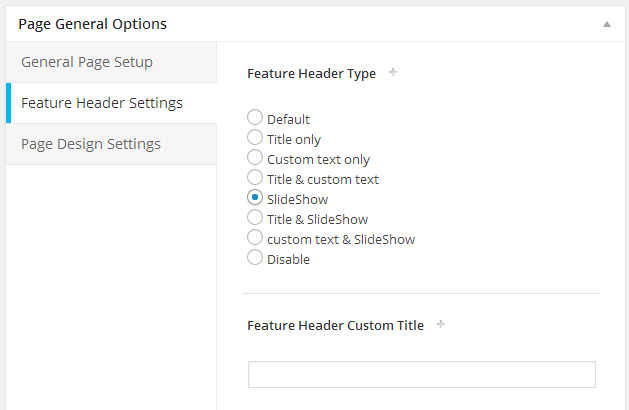 Page General Options
General Page Setup
Feature Header Settings
Page Design Settings
Feature Header Type
Default
Title only
Custom text only
Title & custom text
SlideShow
Title & SlideShow
custom text & SlideShow
Disable
Feature Header Custom Title